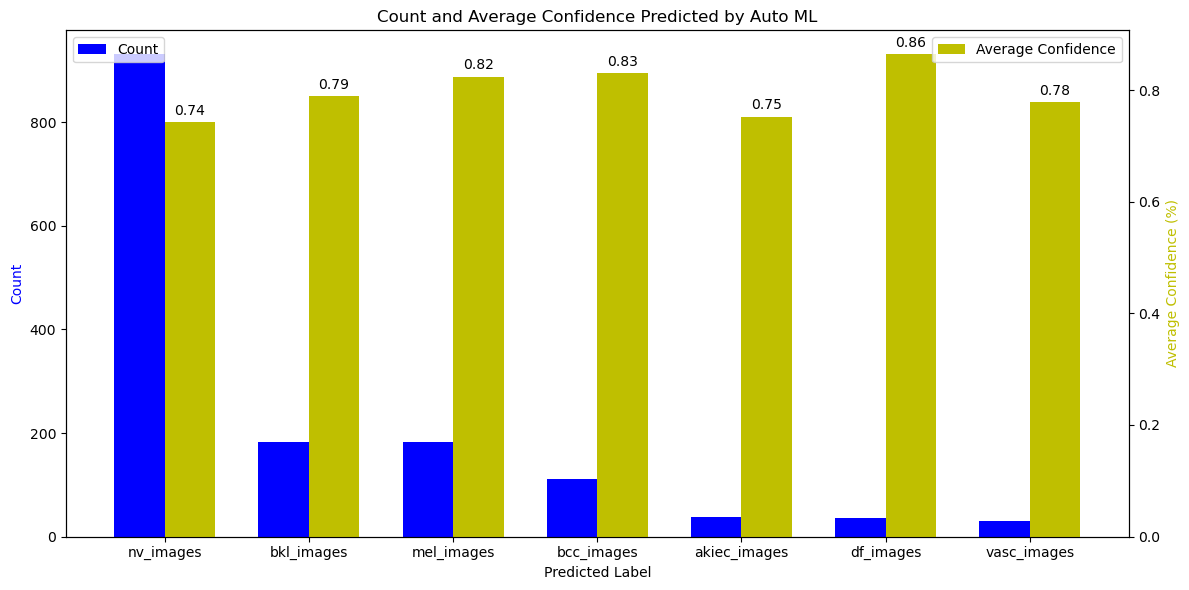 Count and Average Confidence Predicted by Auto ML
Count
Average Confidence
0.74
0.79
0.82
0.83
0.75
0.86
0.78
800
600
400
200
0
Count
0.8
0.6
0.4
0.2
0.0
Average Confidence (%)
nv_images
bkl_images
mel_images
bcc_images
akiec_images
df_images
vasc_images
Predicted Label